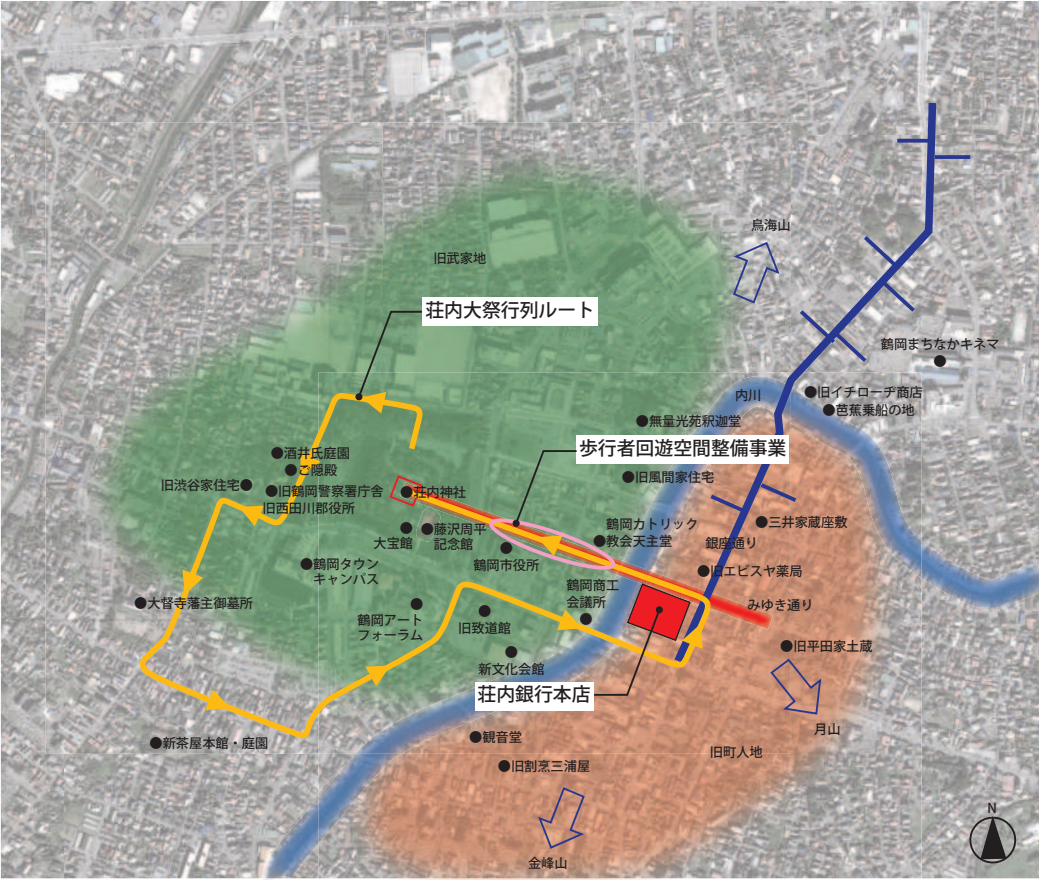 鳥海山
旧武家地
荘内大祭行列ルート
鶴岡まちなかキネマ
内川
旧イチローヂ商店
芭蕉乗船の地
無量光苑釈迦堂
歩行者回遊空間整備事業
酒井氏庭園
ご隠殿
旧風間家住宅
旧渋谷家住宅
旧鶴岡警察署庁舎
荘内神社
旧西田川郡役所
三井家蔵座敷
鶴岡カトリック
教会天主堂
藤沢周平
記念館
大宝館
銀座通り
鶴岡市役所
鶴岡タウン
キャンパス
旧エビスヤ薬局
鶴岡商工
会議所
大督寺藩主御墓所
みゆき通り
鶴岡アート
フォーラム
旧致道館
旧平田家土蔵
新文化会館
荘内銀行本店
月山
観音堂
新茶屋本館・庭園
旧町人地
旧割烹三浦屋
N
金峰山